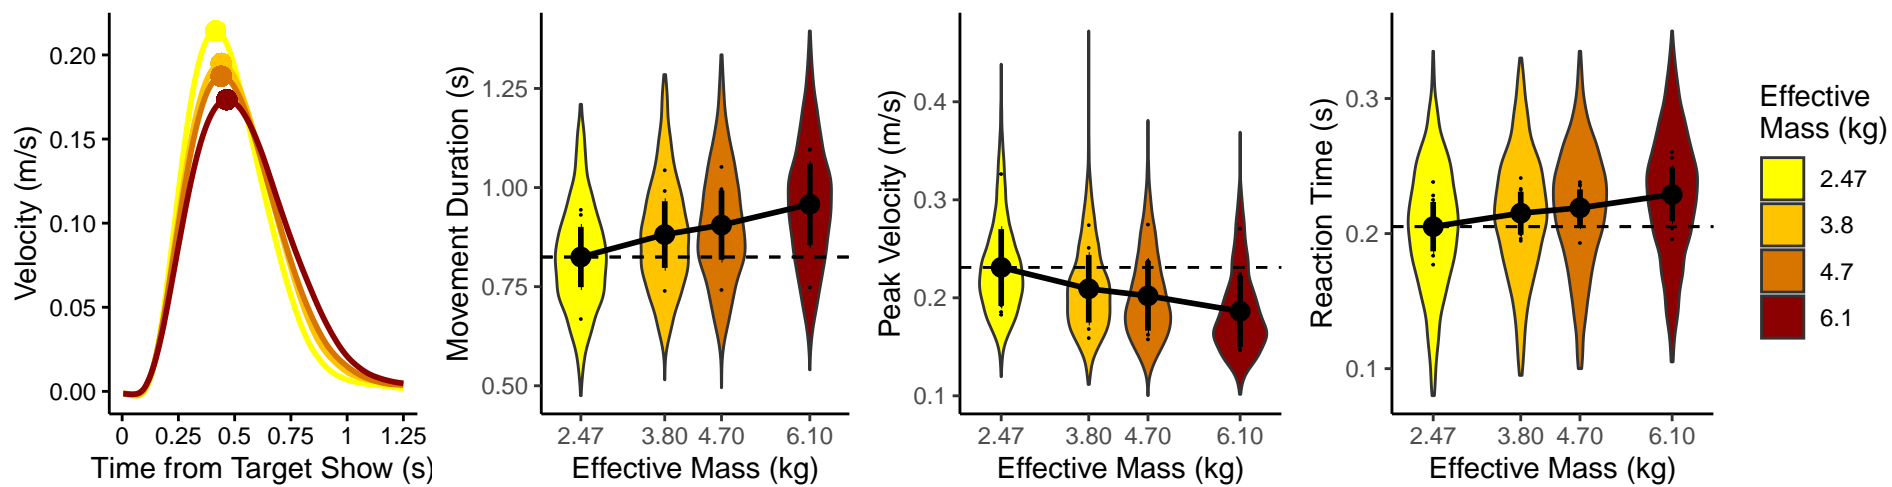 Velocity (m/s)
0.20
0.15
0.10
0.05
0.00
0 0.25 0.5 0.75 1 1.25
Time from Target Show (s)
Movement Duration (s)
1.25
1.00
0.75
0.50
2.47 3.80 4.70 6.10
Effective Mass (kg)
Peak Velocity (m/s)
0.4
0.3
0.2
0.1
2.47 3.80 4.70 6.10
Effective Mass (kg)
Reaction Time (s)
0.3
0.2
0.1
2.47 3.80 4.70 6.10
Effective Mass (kg)
Effective
Mass (kg)
2.47
3.8
4.7
6.1